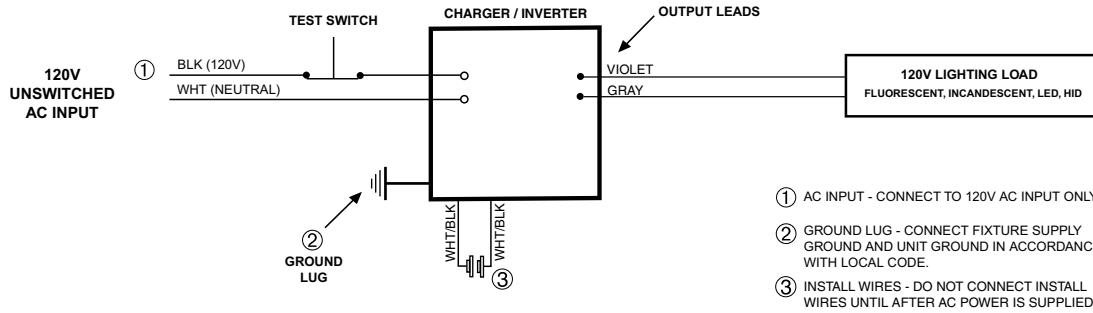 CHARGER / INVERTER
OUTPUT LEADS
TEST SWITCH
120V
UNSWITCHED
AC INPUT
1
BLK (120V)
WHT (NEUTRAL)
VIOLET
GRAY
120V LIGHTING LOAD
FLUORESCENT, INCANDESCENT, LED, HID
2
GROUND
LUG
WHT/BLK
WHT/BLK
3
1 AC INPUT - CONNECT TO 120V AC INPUT ONLY
2 GROUND LUG - CONNECT FIXTURE SUPPLY
GROUND AND UNIT GROUND IN ACCORDANC
WITH LOCAL CODE.
3 INSTALL WIRES - DO NOT CONNECT INSTALL
WIRES UNTIL AFTER AC POWER IS SUPPLIED